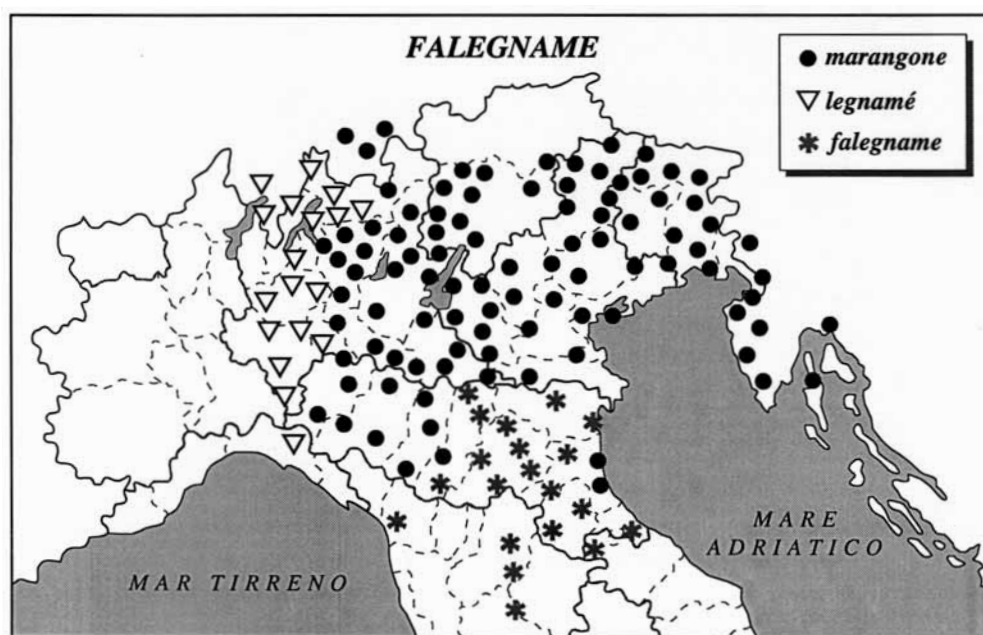 FALEGNAME
marangone
legnamé
falegname
MARE
ADRIATICO
MAR TIRRENO